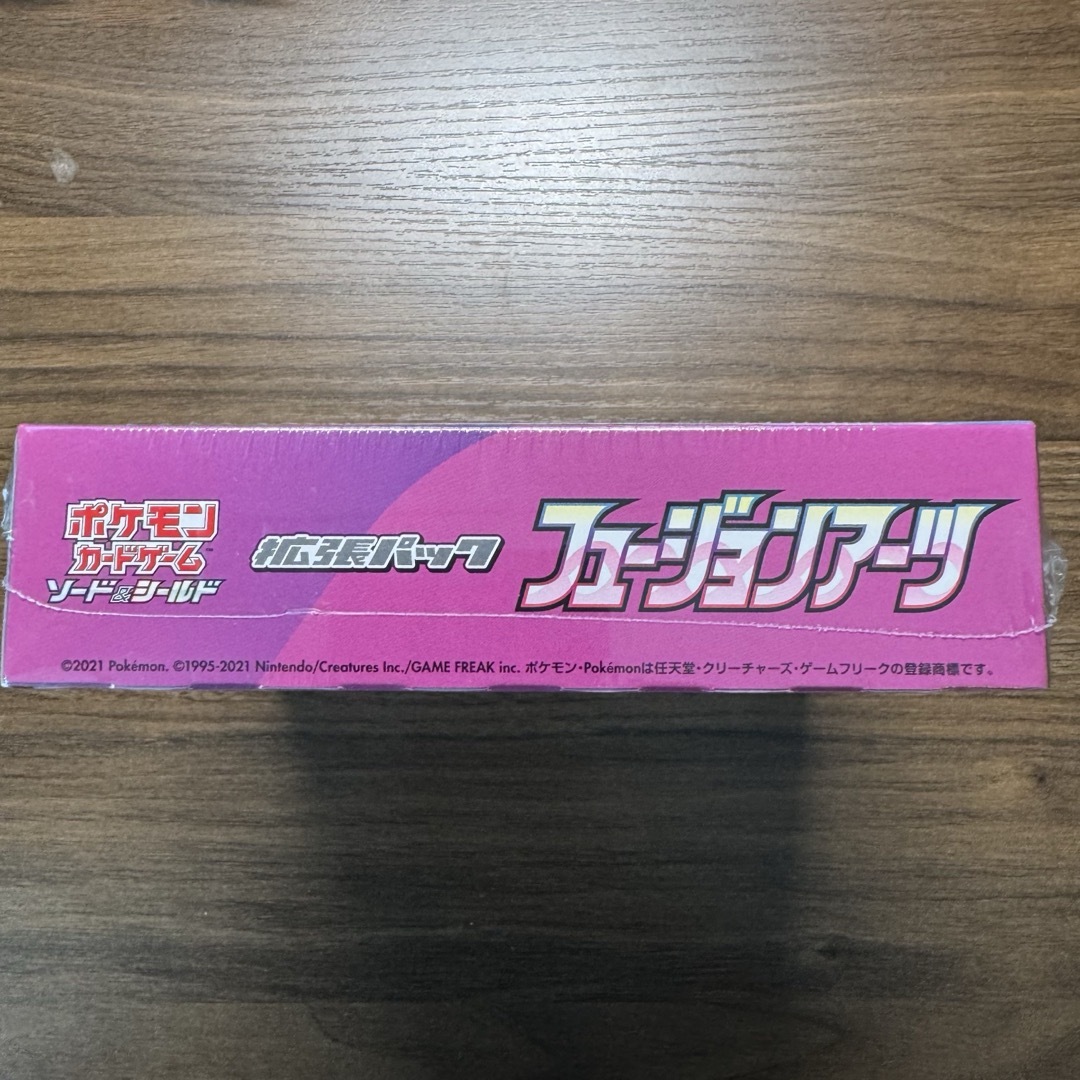 ポケモン
カードゲーム™
ソード&シールド
拡張パック
フュージョンアーツ
©2021 Pokémon. ©1995-2021 Nintendo/Creatures Inc./GAME FREAK inc. ポケモン・Pokémonは任天堂・クリーチャーズ・ゲームフリークの登録商標です。